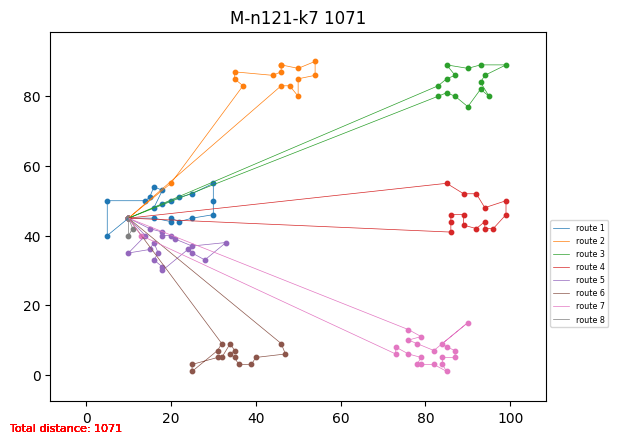 M-n121-k7 1071
80
60
40
20
0
0 20 40 60 80 100
route 1
route 2
route 3
route 4
route 5
route 6
route 7
route 8
Total distance: 1071